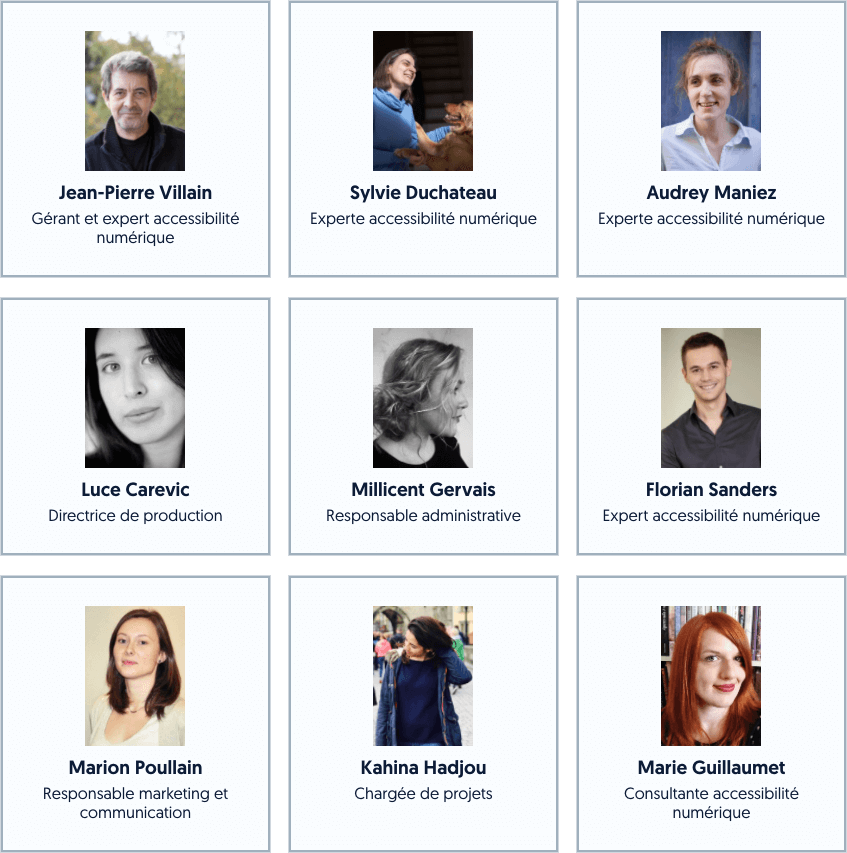 Jean-Pierre Villain
Gérant et expert accessibilité
numérique
Sylvie Duchateau
Experte accessibilité numérique
Audrey Maniez
Experte accessibilité numérique
Luce Carevic
Directrice de production
Millicent Gervais
Responsable administrative
Florian Sanders
Expert accessibilité numérique
Marion Poullain
Responsable marketing et
communication
Kahina Hadjou
Chargée de projets
Marie Guillaumet
Consultante accessibilité
numérique